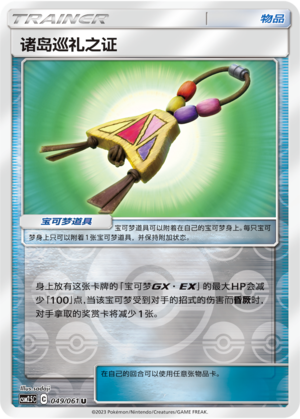 TRAINER 物品
诸岛巡礼之证
宝可梦道具
宝可梦道具可以附着在自己的宝可梦身上。每只宝可
梦身上只可以附着1张宝可梦道具，并保持附加状态。
身上放有这张卡牌的「宝可梦GX・EX」的最大HP会减
少「100」点，当该宝可梦受到对手的招式的伤害而昏厥时，
对手拿取的奖赏卡将减少1张。
Illus. sadaji
在自己的回合可以使用任意张物品卡。
CSM2.5C C 049/061 U
©2023 Pokémon/Nintendo/Creatures/GAME FREAK.